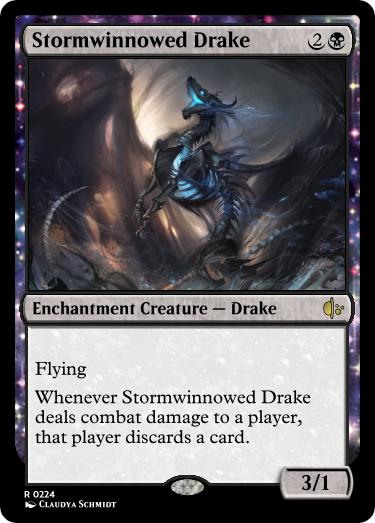 Stormwinnowed Drake 2
Enchantment Creature — Drake
Flying
Whenever Stormwinnowed Drake
deals combat damage to a player,
that player discards a card.
3/1
R 0224
Claudya Schmidt